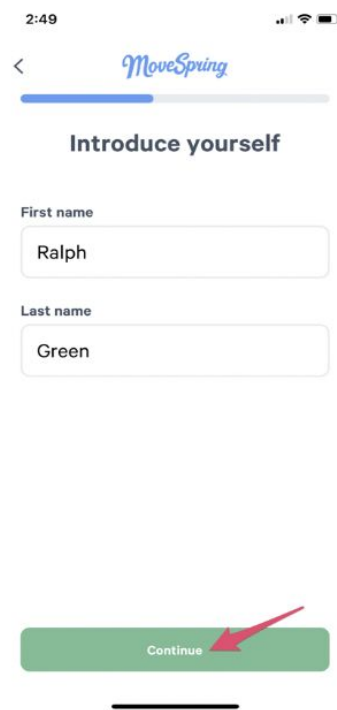 2:49
MoveSpring
Introduce yourself
First name
Ralph
Last name
Green
Continue